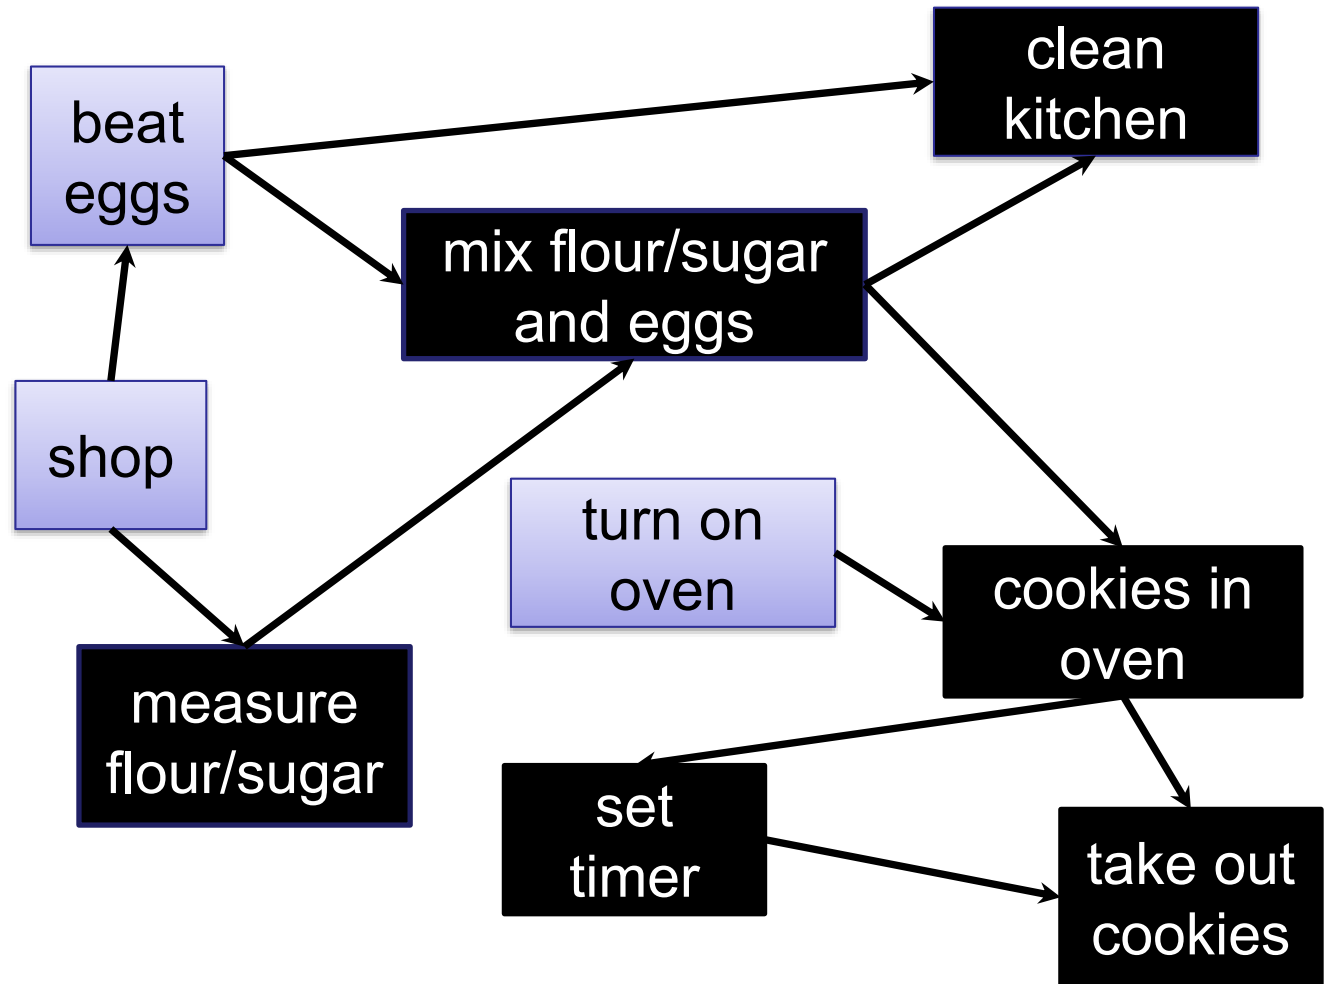 clean
kitchen
beat
eggs
mix flour/sugar
and eggs
shop
turn on
oven
cookies in
oven
measure
flour/sugar
set
timer
take out
cookies